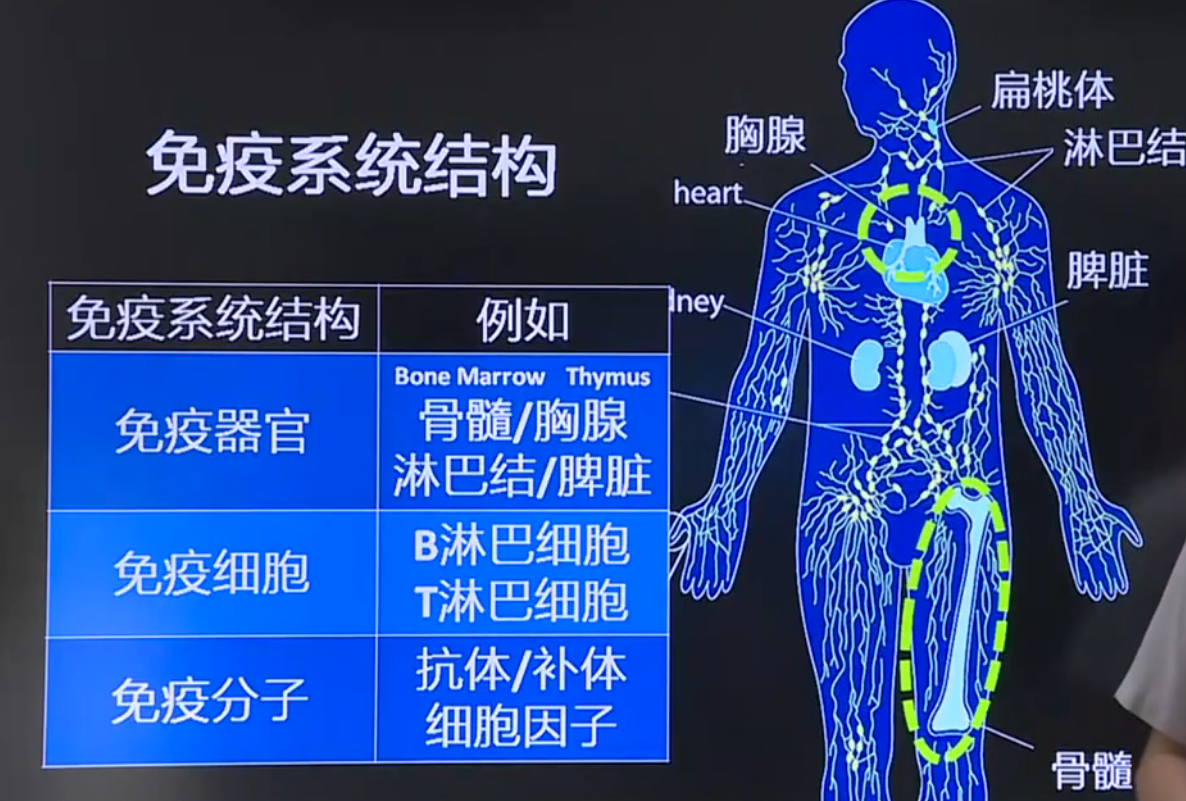 免疫系统结构
免疫系统结构 例如
免疫器官
Bone Marrow Thymus
骨髓/胸腺
淋巴结/脾脏
免疫细胞
B淋巴细胞
T淋巴细胞
免疫分子
抗体/补体
细胞因子
扁桃体
胸腺
淋巴结
heart
脾脏
dney
骨髓